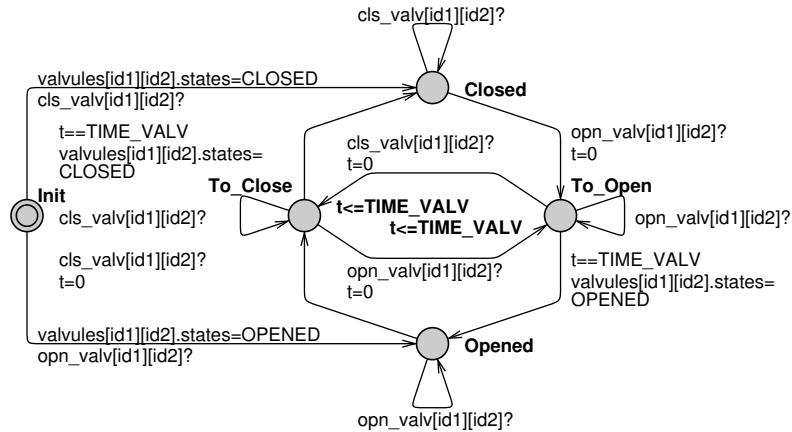 cls_valv[id1][id2]?
valvules[id1][id2].states=CLOSED
Closed
cls_valv[id1][id2]?
t==TIME_VALV
valvules[id1][id2].states=
CLOSED
cls_valv[id1][id2]?
t=0
opn_valv[id1][id2]?
t=0
Init
To_Close
To_Open
cls_valv[id1][id2]?
t<=TIME_VALV
t<=TIME_VALV
opn_valv[id1][id2]?
cls_valv[id1][id2]?
t=0
opn_valv[id1][id2]?
t=0
t==TIME_VALV
valvules[id1][id2].states=
OPENED
valvules[id1][id2].states=OPENED
opn_valv[id1][id2]?
Opened
opn_valv[id1][id2]?